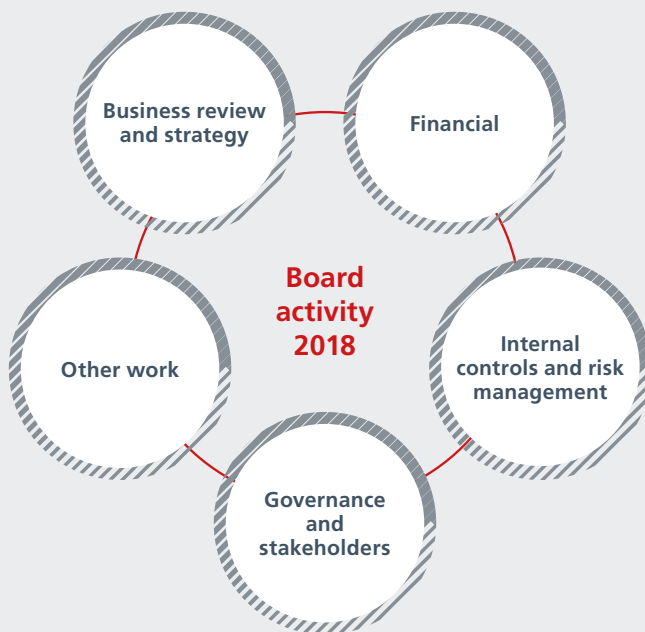 Business review
and strategy
Financial
Board
activity
2018
Other work
Internal
controls and risk
management
Governance
and
stakeholders